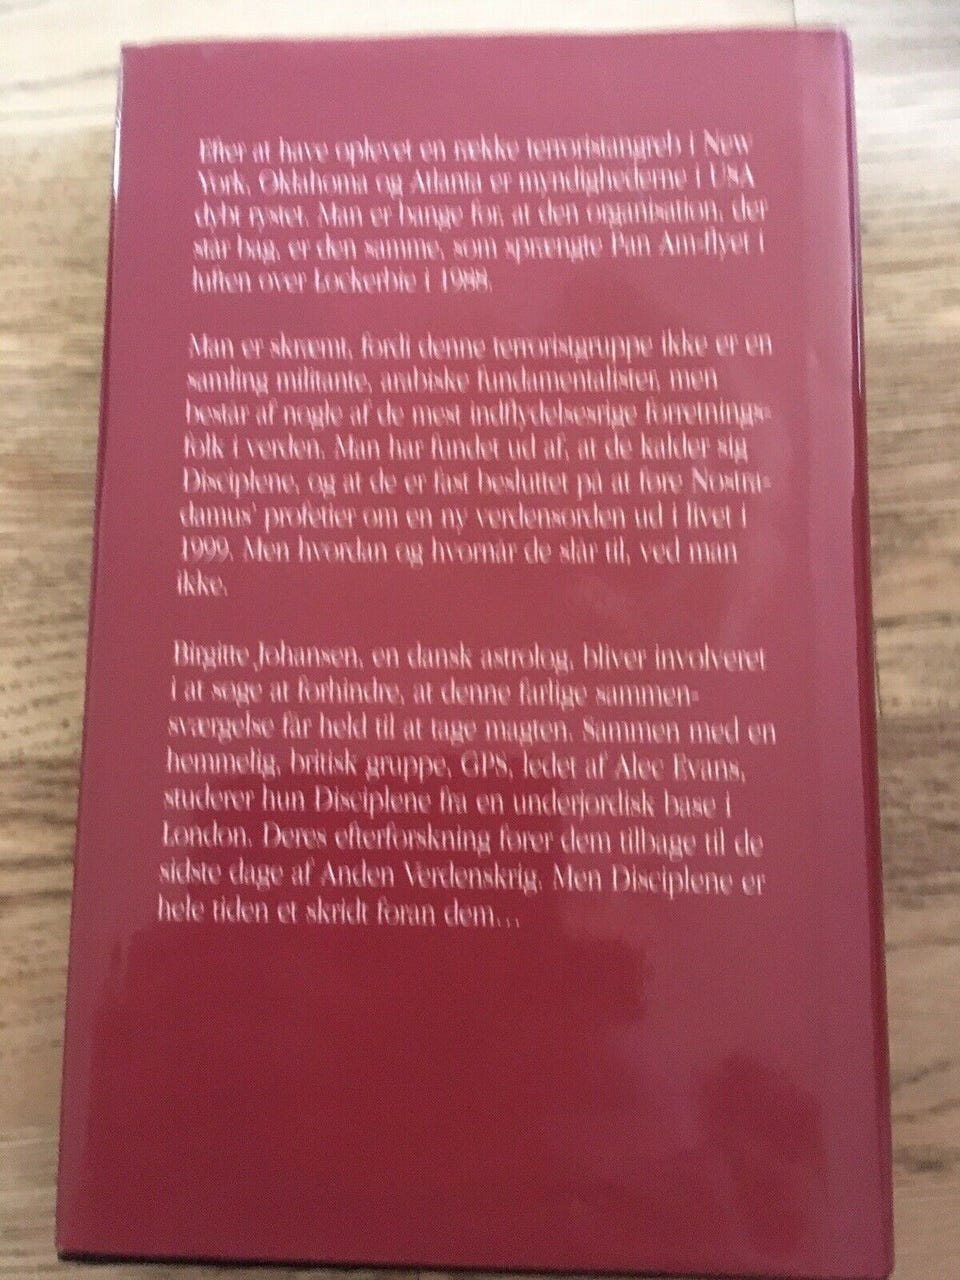 Efter at have oplevet en række terroristangreb i New
York, Oklahoma og Atlanta er myndighederne i USA
dybt rystet. Man er bange for, at den organisation, der
står bag, er den samme, som sprængte Pan Am-flyet i
luften over Lockerbie i 1988.
Man er skræmt, fordi denne terroristgruppe ikke er en
samling militante, arabiske fundamentalister, men
består af nogle af de mest indflydelsesrige forretnings-
folk i verden. Man har fundet ud af, at de kalder sig
Disciplene, og at de er fast besluttet på at føre Nostra-
damus' profetier om en ny verdensorden ud i livet i
1999. Men hvordan og hvornår de slår til, ved man
ikke.
Birgitte Johansen, en dansk astrolog, bliver involveret
i at søge at forhindre, at denne farlige sammen-
sværgelse får held til at tage magten. Sammen med en
hemmelig, britisk gruppe, GPS, ledet af Alec Evans,
studerer hun Disciplene fra en underjordisk base i
London. Deres efterforskning fører dem tilbage til de
sidste dage af Anden Verdenskrig. Men Disciplene er
hele tiden et skridt foran dem...